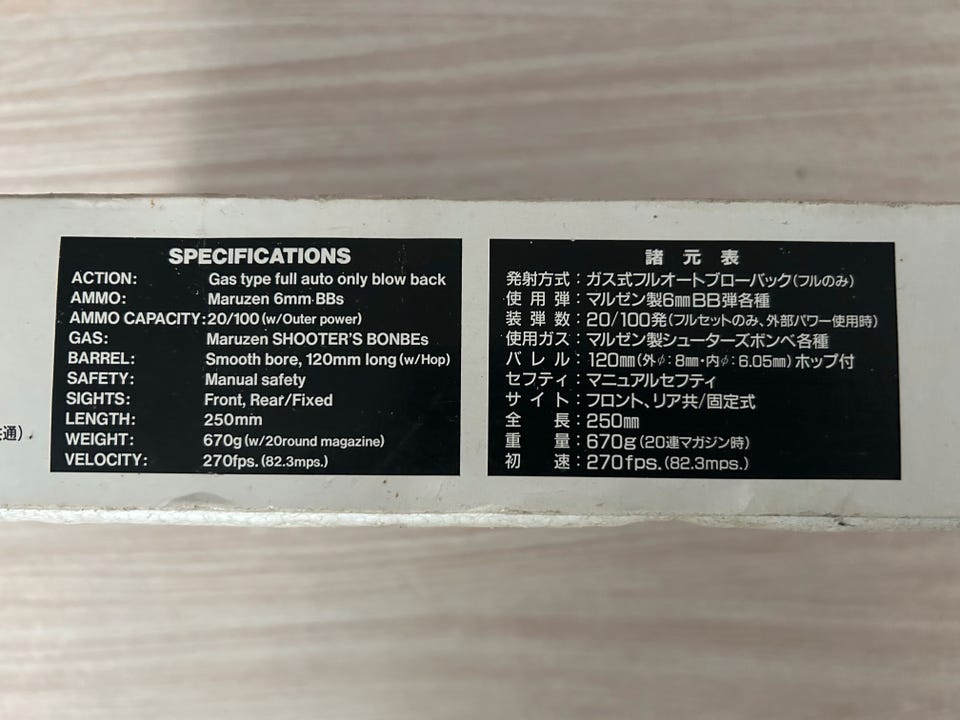 SPECIFICATIONS
ACTION: Gas type full auto only blow back
AMMO: Maruzen 6mm BBs
AMMO CAPACITY: 20/100 (w/Outer power)
GAS: Maruzen SHOOTER'S BONBEs
BARREL: Smooth bore, 120mm long (w/Hop)
SAFETY: Manual safety
SIGHTS: Front, Rear/Fixed
LENGTH: 250mm
WEIGHT: 670g (w/20round magazine)
VELOCITY: 270fps. (82.3mps.)
諸元表
発射方式：ガス式フルオートブローバック(フルのみ)
使用弾：マルゼン製6mmBB弾各種
装弾数：20/100発(フルセットのみ、外部パワー使用時)
使用ガス：マルゼン製シューターズボンベ各種
バレル：120mm(外φ：8mm・内φ：6.05mm)ホップ付
セフティ：マニュアルセフティ
サイト：フロント、リア共/固定式
全長：250mm
重量：670g(20連マガジン時)
初速：270fps.(82.3mps.)
通)